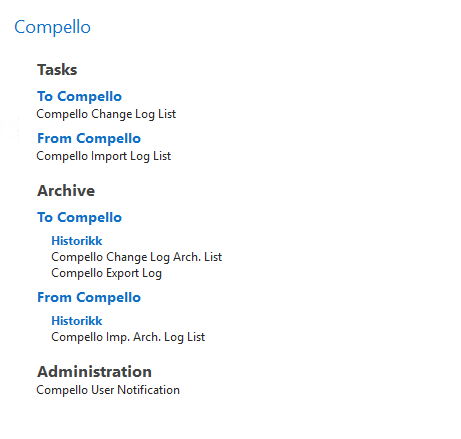 Compello
Tasks
To Compello
Compello Change Log List
From Compello
Compello Import Log List
Archive
To Compello
Historikk
Compello Change Log Arch. List
Compello Export Log
From Compello
Historikk
Compello Imp. Arch. Log List
Administration
Compello User Notification